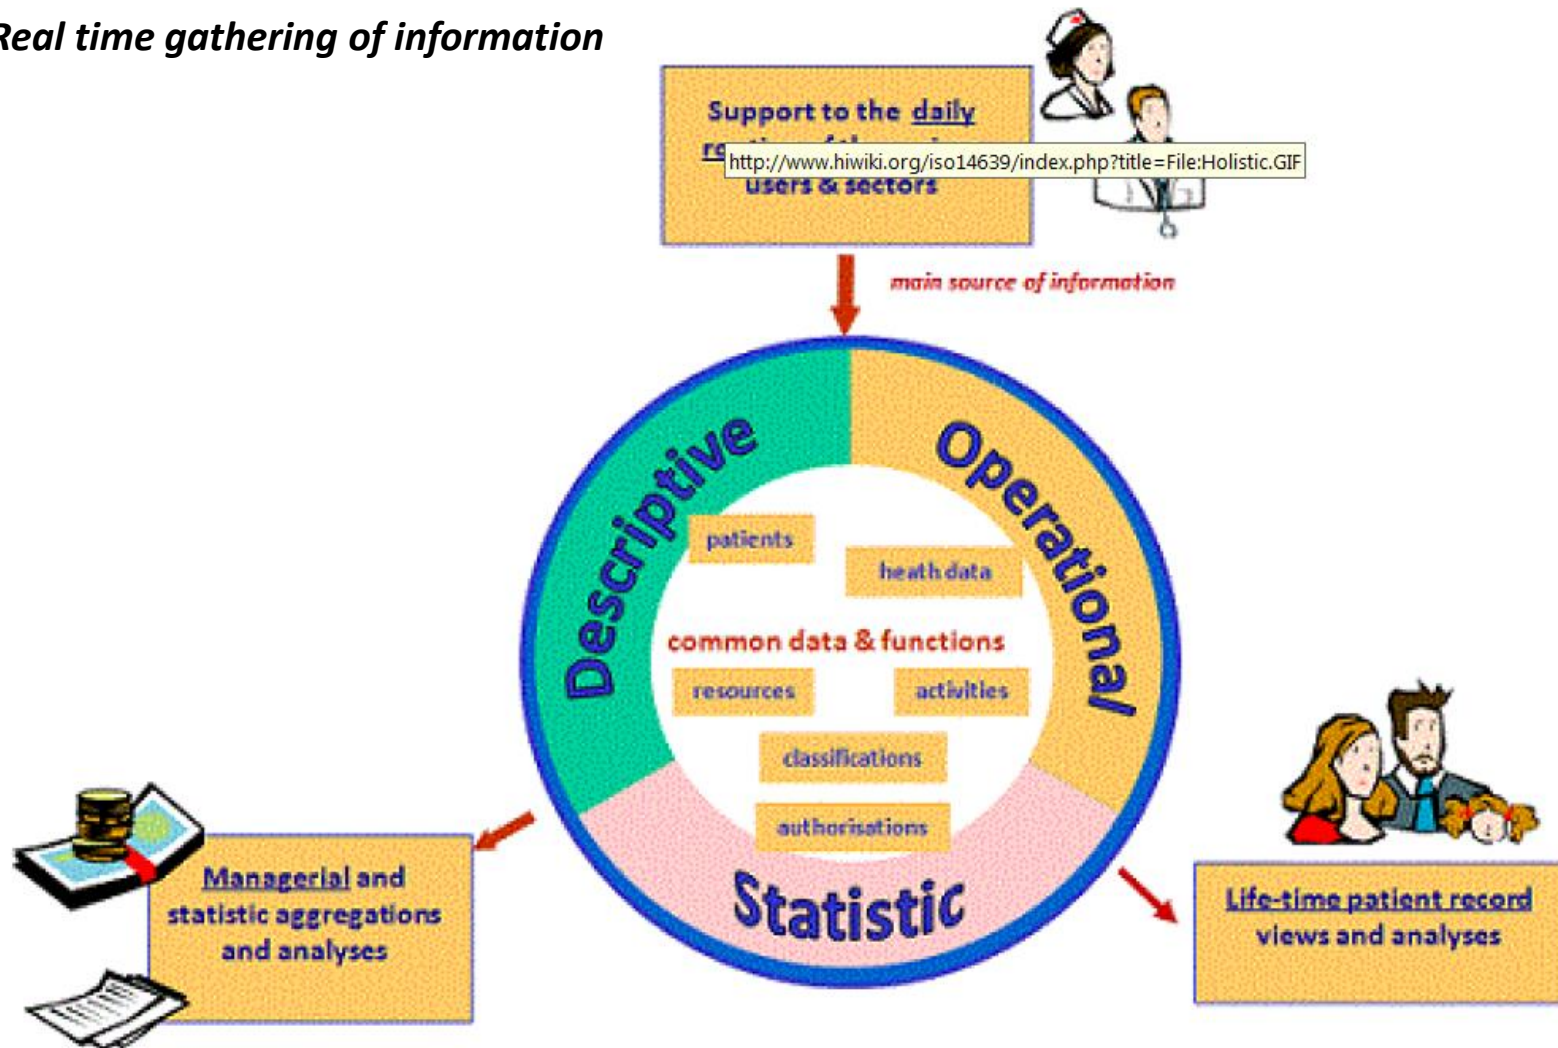 Real time gathering of information
Support to the daily
http://www.hiwiki.org/iso14639/index.php?title=File:Holistic.GIF
users & sectors
main source of information
Descriptive
Operational
Statistic
patients
heath data
common data & functions
resources
activities
classifications
authorisations
Managerial and
statistic aggregations
and analyses
Life-time patient record
views and analyses